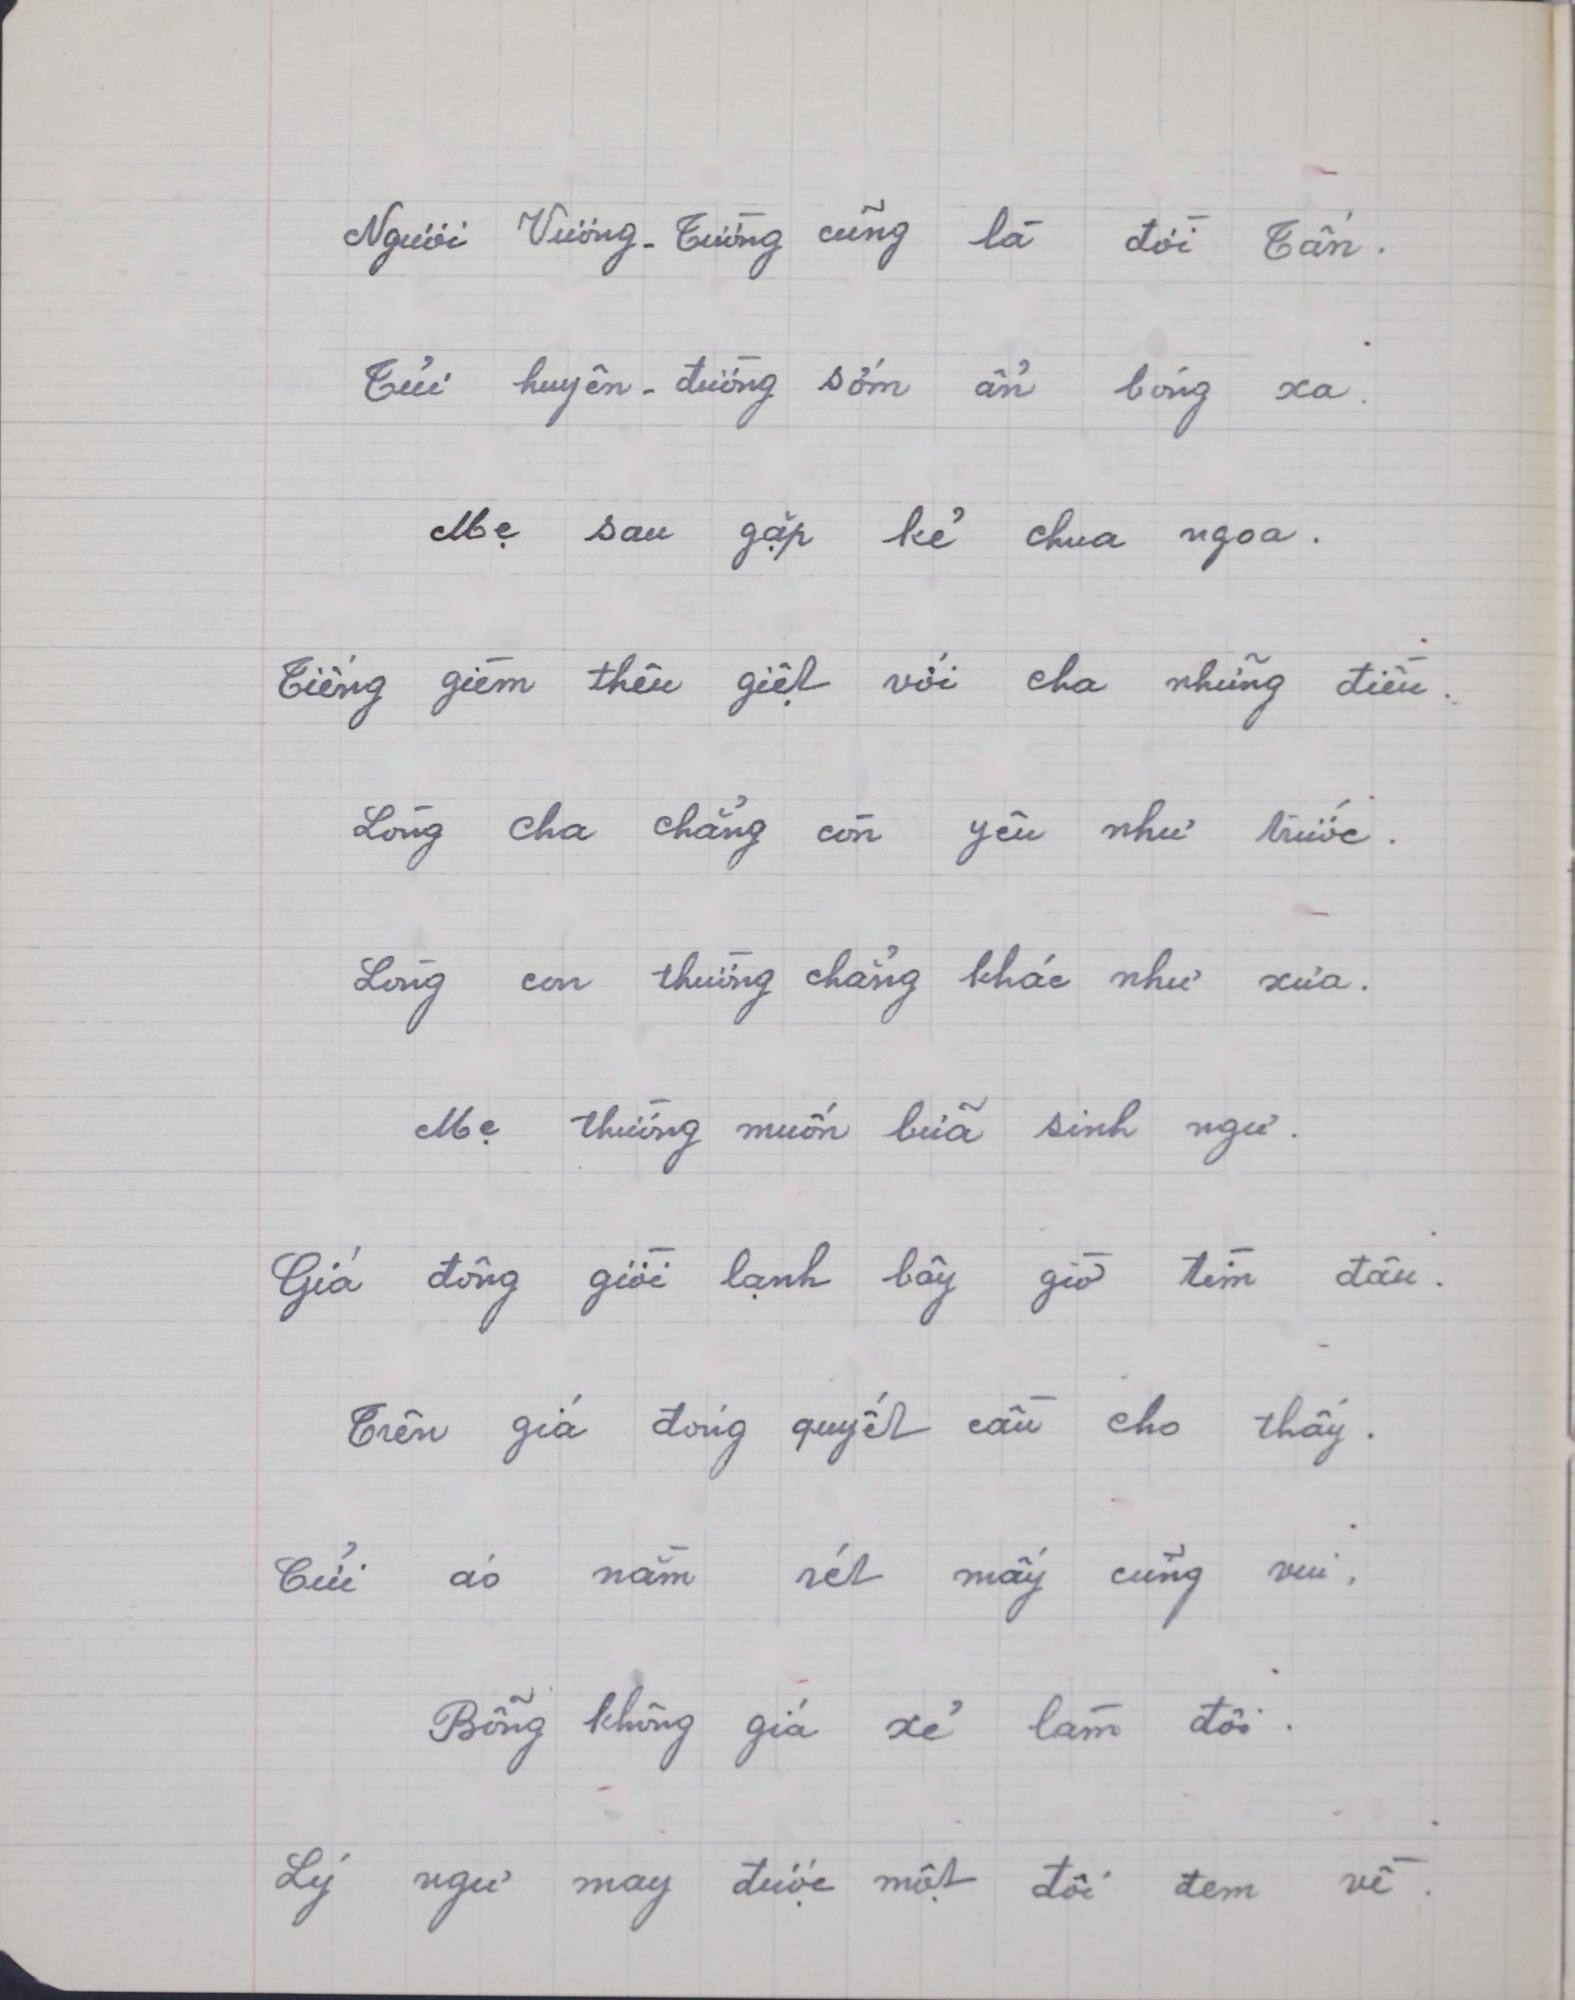 Người Vương-Tường cũng là đời Tấn.
Tủi huyên-đường sớm ẩn bóng xa.
Mẹ sau gặp kẻ chua ngoa.
Tiếng gièm thêu giệt với cha những điều.
Lòng cha chẳng còn yêu như trước.
Lòng con thường chẳng khác như xưa.
Mẹ thường muốn bữa sinh ngư.
Giá đông giời lạnh bây giờ tìm đâu.
Trên giá đóng quyết cầu cho thấy.
Cửi áo nằm rét mấy cũng vui.
Bỗng không giá xẻ làm đôi.
Lý ngư may được một đôi đem về.